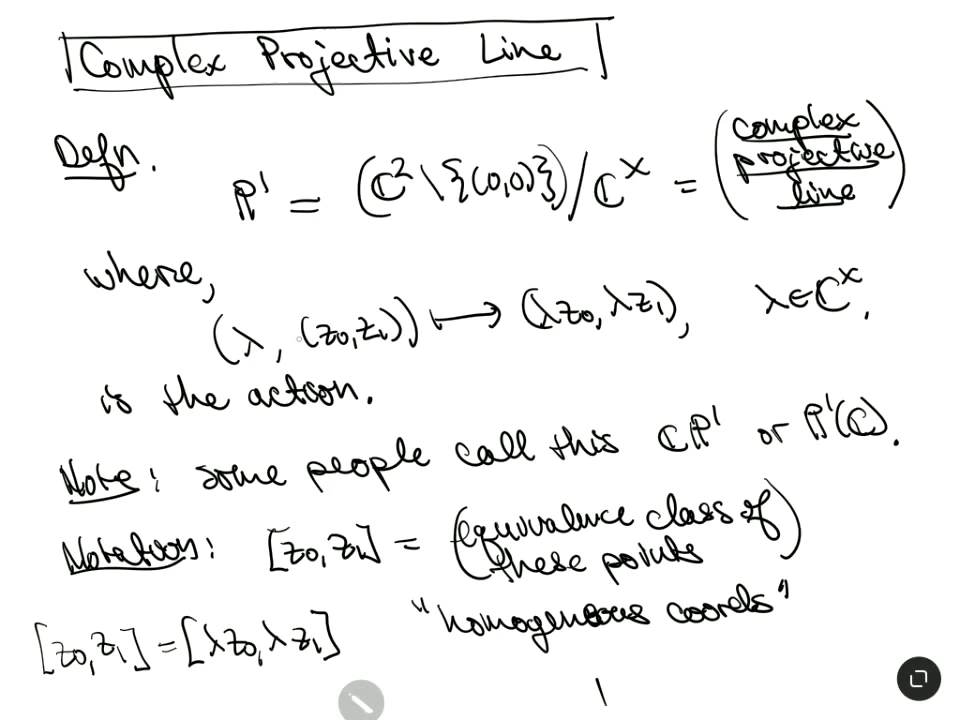 Complex Projective Line
Defn.
ℙ¹ = (ℂ² \ {(0,0)}) / ℂ^× = (complex projective line)
where,
(λ, (z₀,z₁)) ⟼ (λz₀, λz₁), λ∈ℂ^×,
is the action.
Note: some people call this ℂℙ¹ or ℙ¹(ℂ).
Notation: [z₀, z₁] = (equivalence class of these points)
[z₀,z₁] = [λz₀, λz₁] "homogeneous coords"